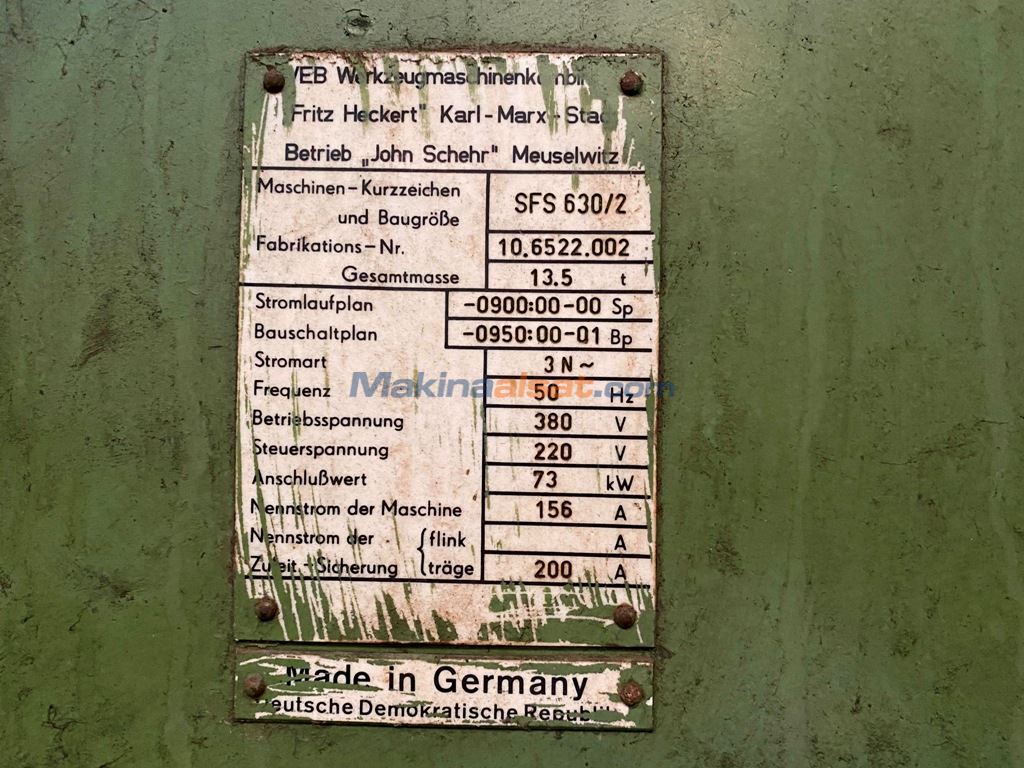 VEB Werkzeugmaschinenkombin
Fritz Heckert" Karl-Marx-Stad
Betrieb „John Schehr" Meuselwitz
Maschinen-Kurzzeichen
und Baugröße
SFS 630/2
Fabrikations-Nr. 10.6522.002
Gesamtmasse 13.5 t
Stromlaufplan -0900:00-00 Sp
Bauschaltplan -0950:00-01 Bp
Stromart 3 N ~
Makinaalsat.com
Frequenz 50 Hz
Betriebsspannung 380 V
Steuerspannung 220 V
Anschlußwert 73 kW
Nennstrom der Maschine 156 A
Nennstrom der { flink A
Zuleit.-Sicherung träge 200 A
Made in Germany
Deutsche Demokratische Republik